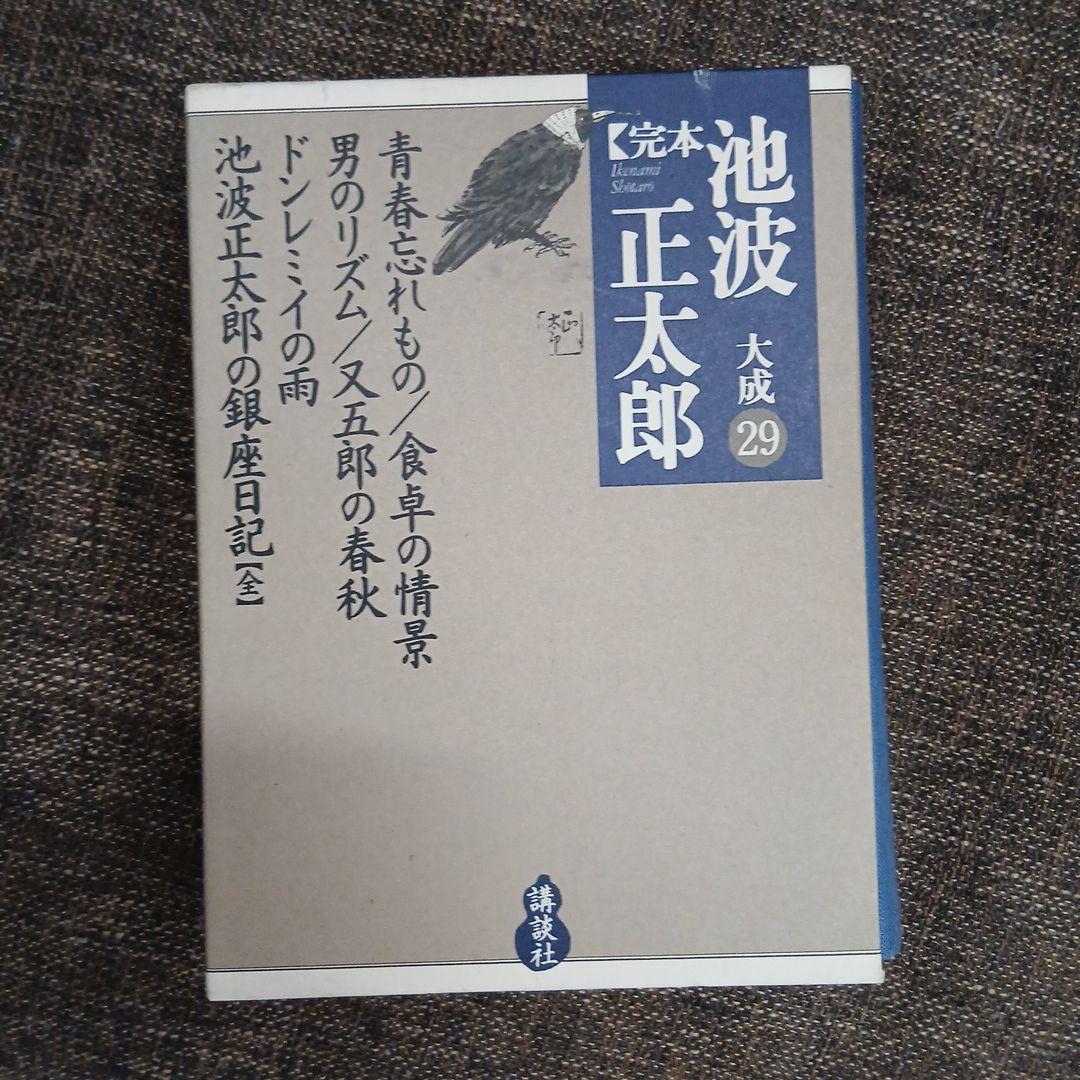 【完本
池波
正太郎
Ikenami
Shōtarō
大成
29
青春忘れもの/食卓の情景
男のリズム/又五郎の春秋
ドンレミイの雨
池波正太郎の銀座日記【全】
講談社